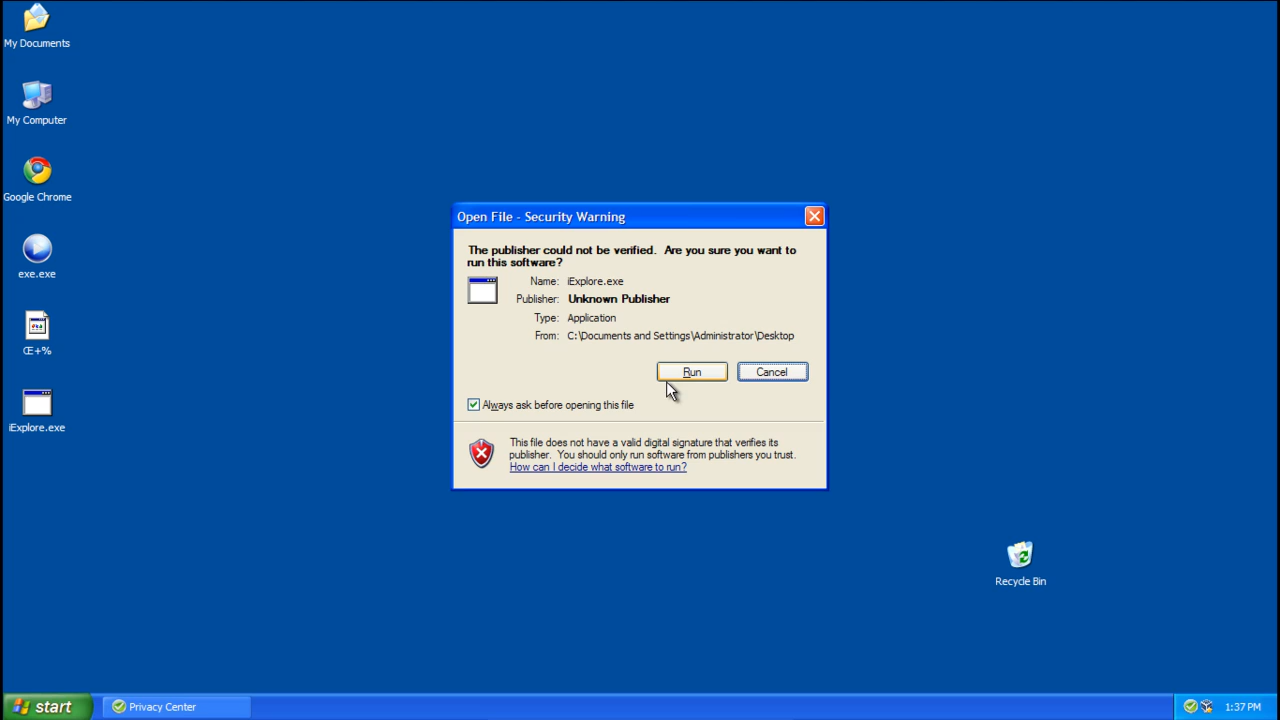 My Documents
My Computer
Google Chrome
exe.exe
Œ+%
iExplore.exe
Open File - Security Warning
The publisher could not be verified.  Are you sure you want to
run this software?
Name: iExplore.exe
Publisher: Unknown Publisher
Type: Application
From: C:\Documents and Settings\Administrator\Desktop
Run Cancel
Always ask before opening this file
This file does not have a valid digital signature that verifies its
publisher.  You should only run software from publishers you trust.
How can I decide what software to run?
Recycle Bin
start Privacy Center 1:37 PM